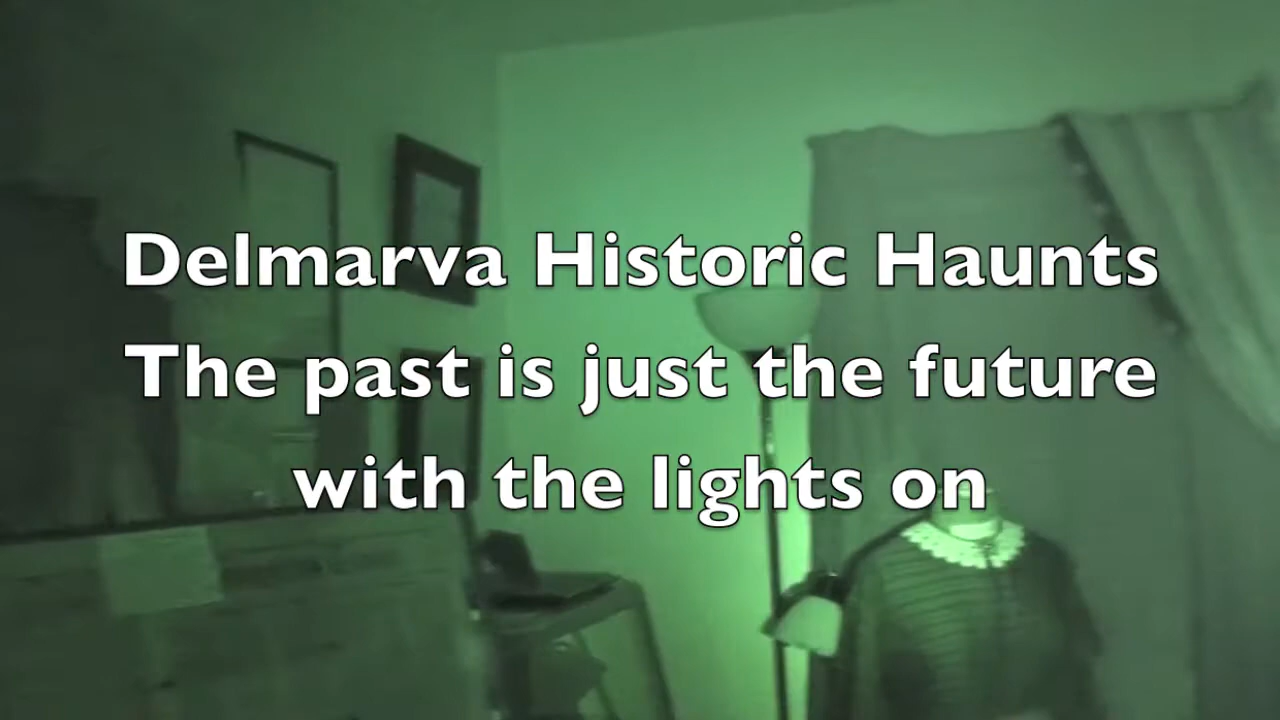 Delmarva Historic Haunts
The past is just the future
with the lights on